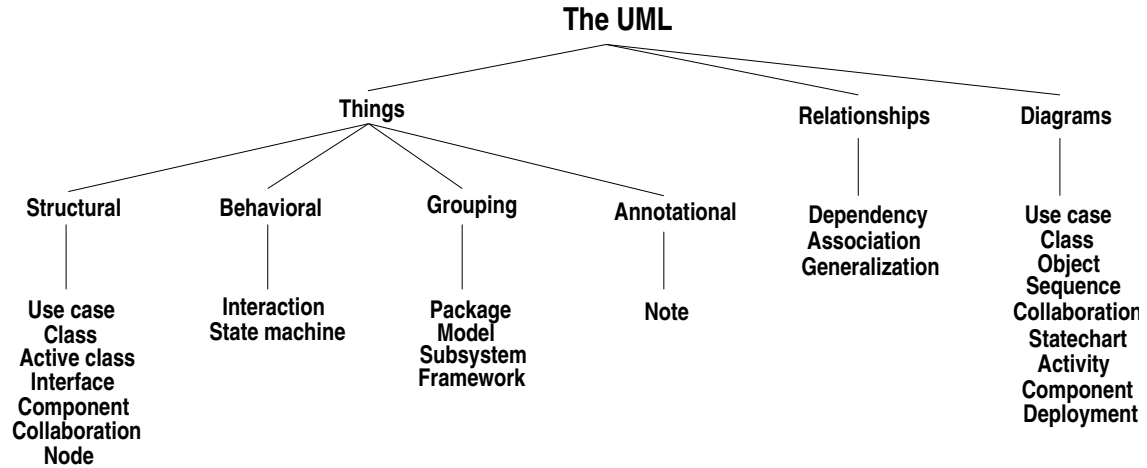 The UML
Things
Relationships
Diagrams
Structural
Behavioral
Grouping
Annotational
Use case
Class
Active class
Interface
Component
Collaboration
Node
Interaction
State machine
Package
Model
Subsystem
Framework
Note
Dependency
Association
Generalization
Use case
Class
Object
Sequence
Collaboration
Statechart
Activity
Component
Deployment